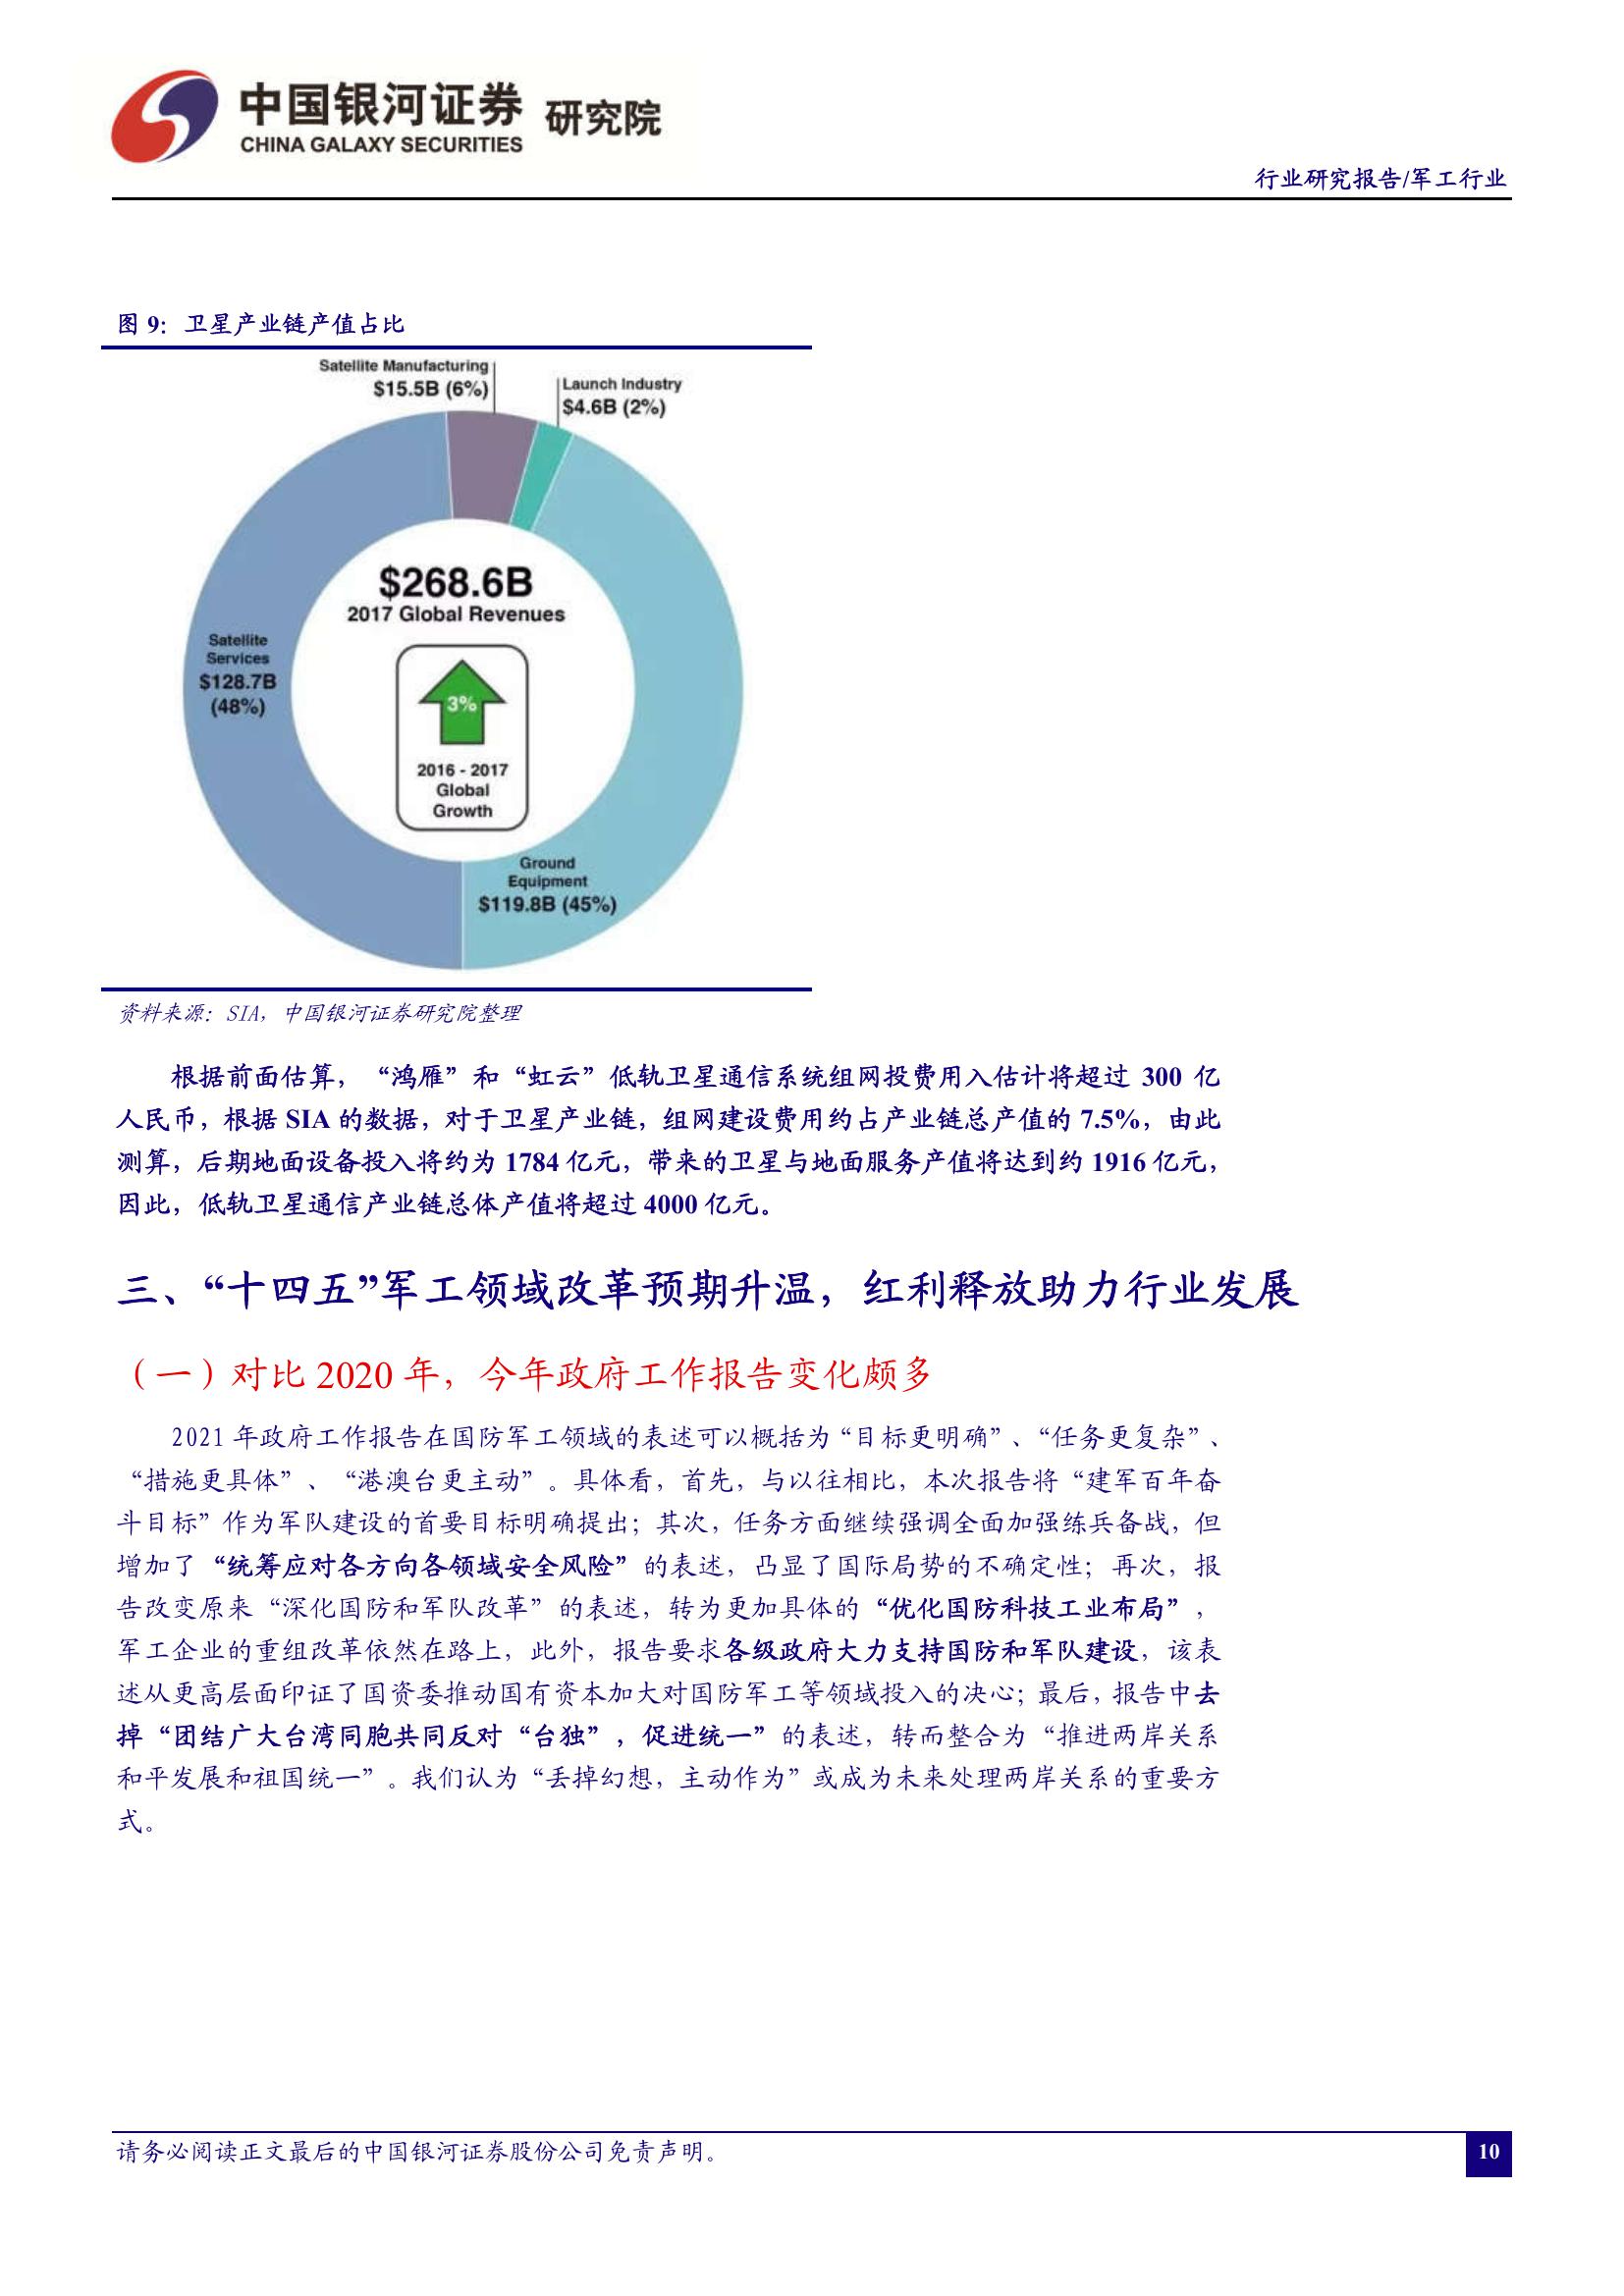 中国银河证券 研究院
CHINA GALAXY SECURITIES
行业研究报告/军工行业
图 9：卫星产业链产值占比
Satellite Manufacturing
$15.5B (6%)
Launch Industry
$4.6B (2%)
$268.6B
2017 Global Revenues
Satellite
Services
$128.7B
(48%)
3%
2016 - 2017
Global
Growth
Ground
Equipment
$119.8B (45%)
资料来源：SIA，中国银河证券研究院整理
根据前面估算，“鸿雁”和“虹云”低轨卫星通信系统组网投费用入估计将超过 300 亿
人民币，根据 SIA 的数据，对于卫星产业链，组网建设费用约占产业链总产值的 7.5%，由此
测算，后期地面设备投入将约为 1784 亿元，带来的卫星与地面服务产值将达到约 1916 亿元，
因此，低轨卫星通信产业链总体产值将超过 4000 亿元。
三、“十四五”军工领域改革预期升温，红利释放助力行业发展
（一）对比 2020 年，今年政府工作报告变化颇多
2021 年政府工作报告在国防军工领域的表述可以概括为“目标更明确”、“任务更复杂”、
“措施更具体”、“港澳台更主动”。具体看，首先，与以往相比，本次报告将“建军百年奋
斗目标”作为军队建设的首要目标明确提出；其次，任务方面继续强调全面加强练兵备战，但
增加了“统筹应对各方向各领域安全风险”的表述，凸显了国际局势的不确定性；再次，报
告改变原来“深化国防和军队改革”的表述，转为更加具体的“优化国防科技工业布局”，
军工企业的重组改革依然在路上，此外，报告要求各级政府大力支持国防和军队建设，该表
述从更高层面印证了国资委推动国有资本加大对国防军工等领域投入的决心；最后，报告中去
掉“团结广大台湾同胞共同反对“台独”，促进统一”的表述，转而整合为“推进两岸关系
和平发展和祖国统一”。我们认为“丢掉幻想，主动作为”或成为未来处理两岸关系的重要方
式。
请务必阅读正文最后的中国银河证券股份公司免责声明。
10